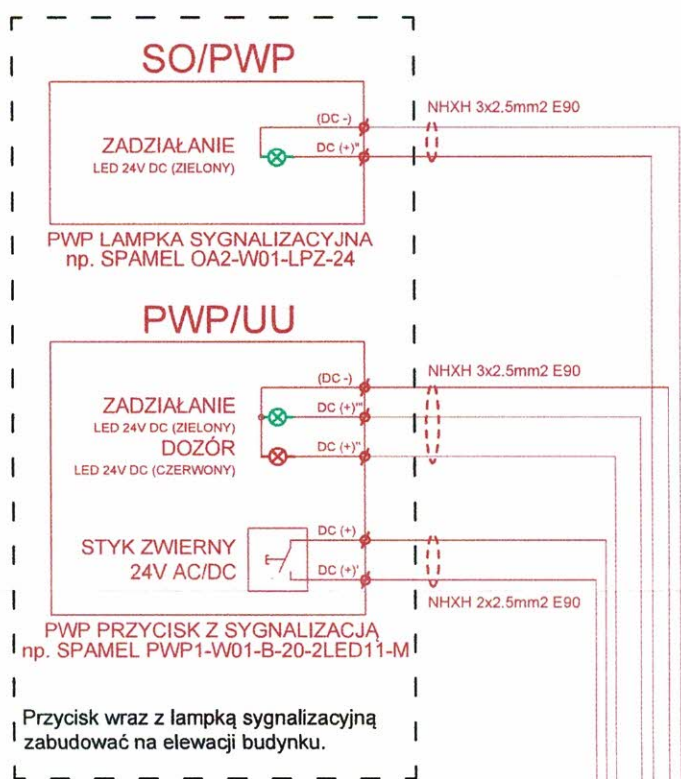 SO/PWP
(DC -)
ZADZIAŁANIE
LED 24V DC (ZIELONY)
DC (+)"
NHXH 3x2.5mm2 E90
PWP LAMPKA SYGNALIZACYJNA
np. SPAMEL OA2-W01-LPZ-24
PWP/UU
(DC -)
ZADZIAŁANIE
LED 24V DC (ZIELONY)
DC (+)'"
DOZÓR
LED 24V DC (CZERWONY)
DC (+)"
NHXH 3x2.5mm2 E90
STYK ZWIERNY
24V AC/DC
DC (+)
DC (+)'
NHXH 2x2.5mm2 E90
PWP PRZYCISK Z SYGNALIZACJĄ
np. SPAMEL PWP1-W01-B-20-2LED11-M
Przycisk wraz z lampką sygnalizacyjną
zabudować na elewacji budynku.